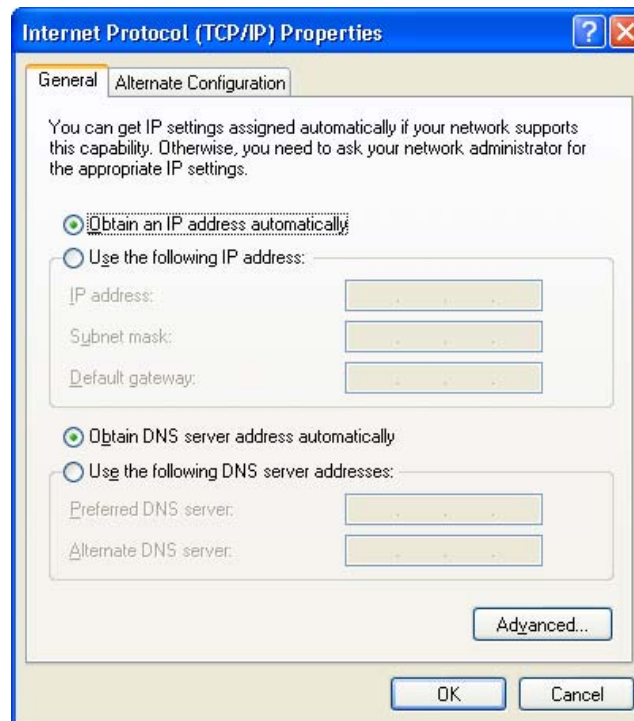 Internet Protocol (TCP/IP) Properties
General
Alternate Configuration
You can get IP settings assigned automatically if your network supports
this capability. Otherwise, you need to ask your network administrator for
the appropriate IP settings.
Obtain an IP address automatically
Use the following IP address:
IP address:
Subnet mask:
Default gateway:
Obtain DNS server address automatically
Use the following DNS server addresses:
Preferred DNS server:
Alternate DNS server:
Advanced...
OK
Cancel